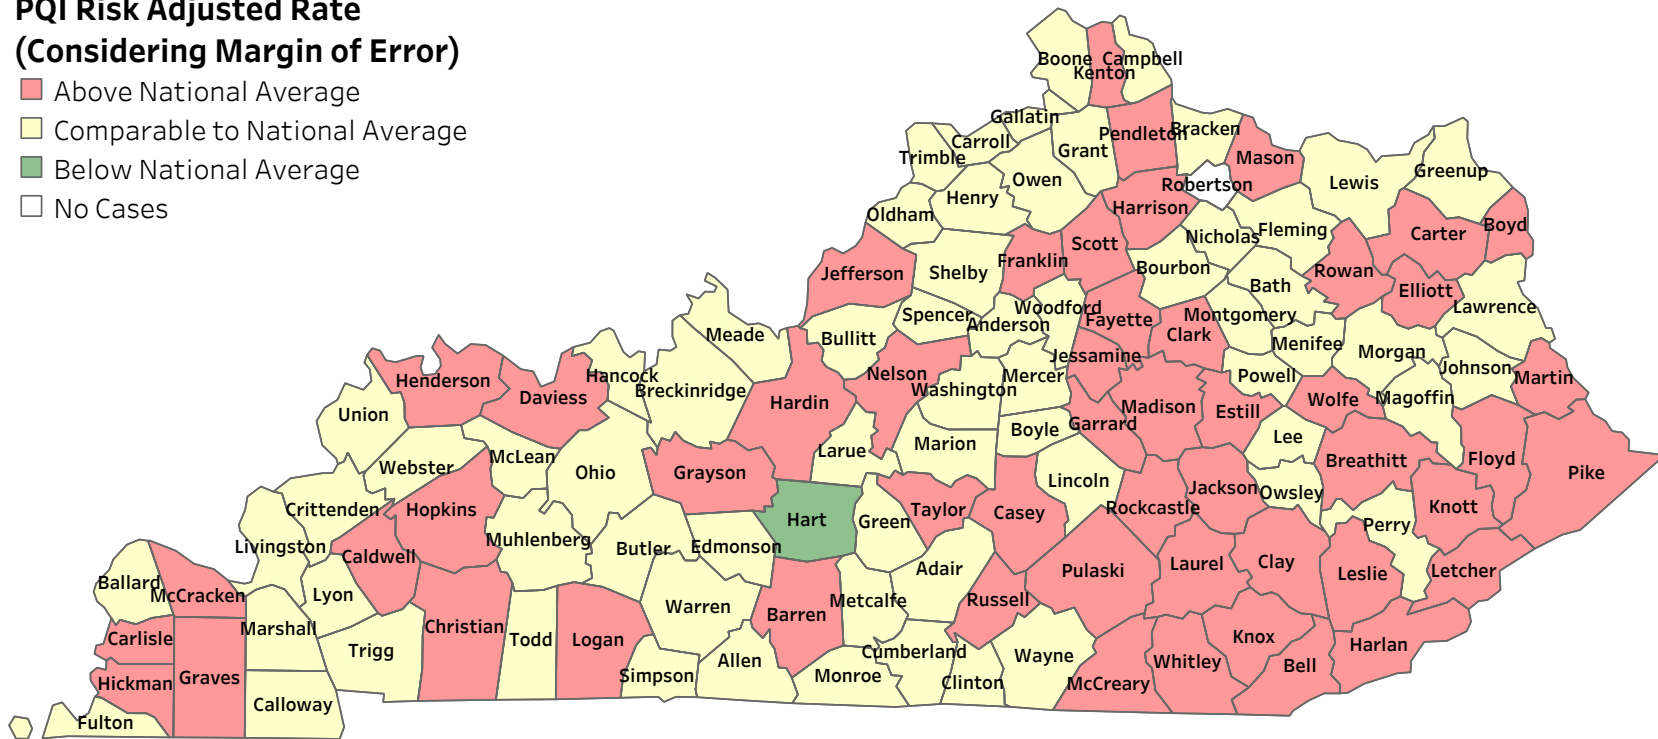 PQI Risk Adjusted Rate
(Considering Margin of Error)
Above National Average
Comparable to National Average
Below National Average
No Cases
Boone
Campbell
Kenton
Gallatin
Carroll
Trimble
Grant
Pendleton
Bracken
Mason
Owen
Robertson
Lewis
Greenup
Henry
Oldham
Harrison
Nicholas
Fleming
Carter
Boyd
Scott
Franklin
Jefferson
Shelby
Bourbon
Rowan
Bath
Elliott
Lawrence
Spencer
Woodford
Anderson
Fayette
Montgomery
Clark
Meade
Bullitt
Menifee
Morgan
Jessamine
Johnson
Martin
Hancock
Henderson
Breckinridge
Nelson
Washington
Mercer
Powell
Daviess
Hardin
Madison
Estill
Wolfe
Magoffin
Union
Garrard
Boyle
Lee
Marion
Larue
McLean
Webster
Ohio
Grayson
Breathitt
Floyd
Pike
Lincoln
Jackson
Owsley
Crittenden
Hopkins
Hart
Green
Taylor
Casey
Rockcastle
Knott
Perry
Livingston
Muhlenberg
Butler
Edmonson
Caldwell
Adair
Pulaski
Laurel
Clay
Leslie
Letcher
Ballard
McCracken
Lyon
Warren
Barren
Metcalfe
Russell
Marshall
Christian
Todd
Logan
Carlisle
Trigg
Knox
Harlan
Cumberland
Wayne
Whitley
Bell
Allen
Simpson
Monroe
Clinton
McCreary
Hickman
Graves
Calloway
Fulton